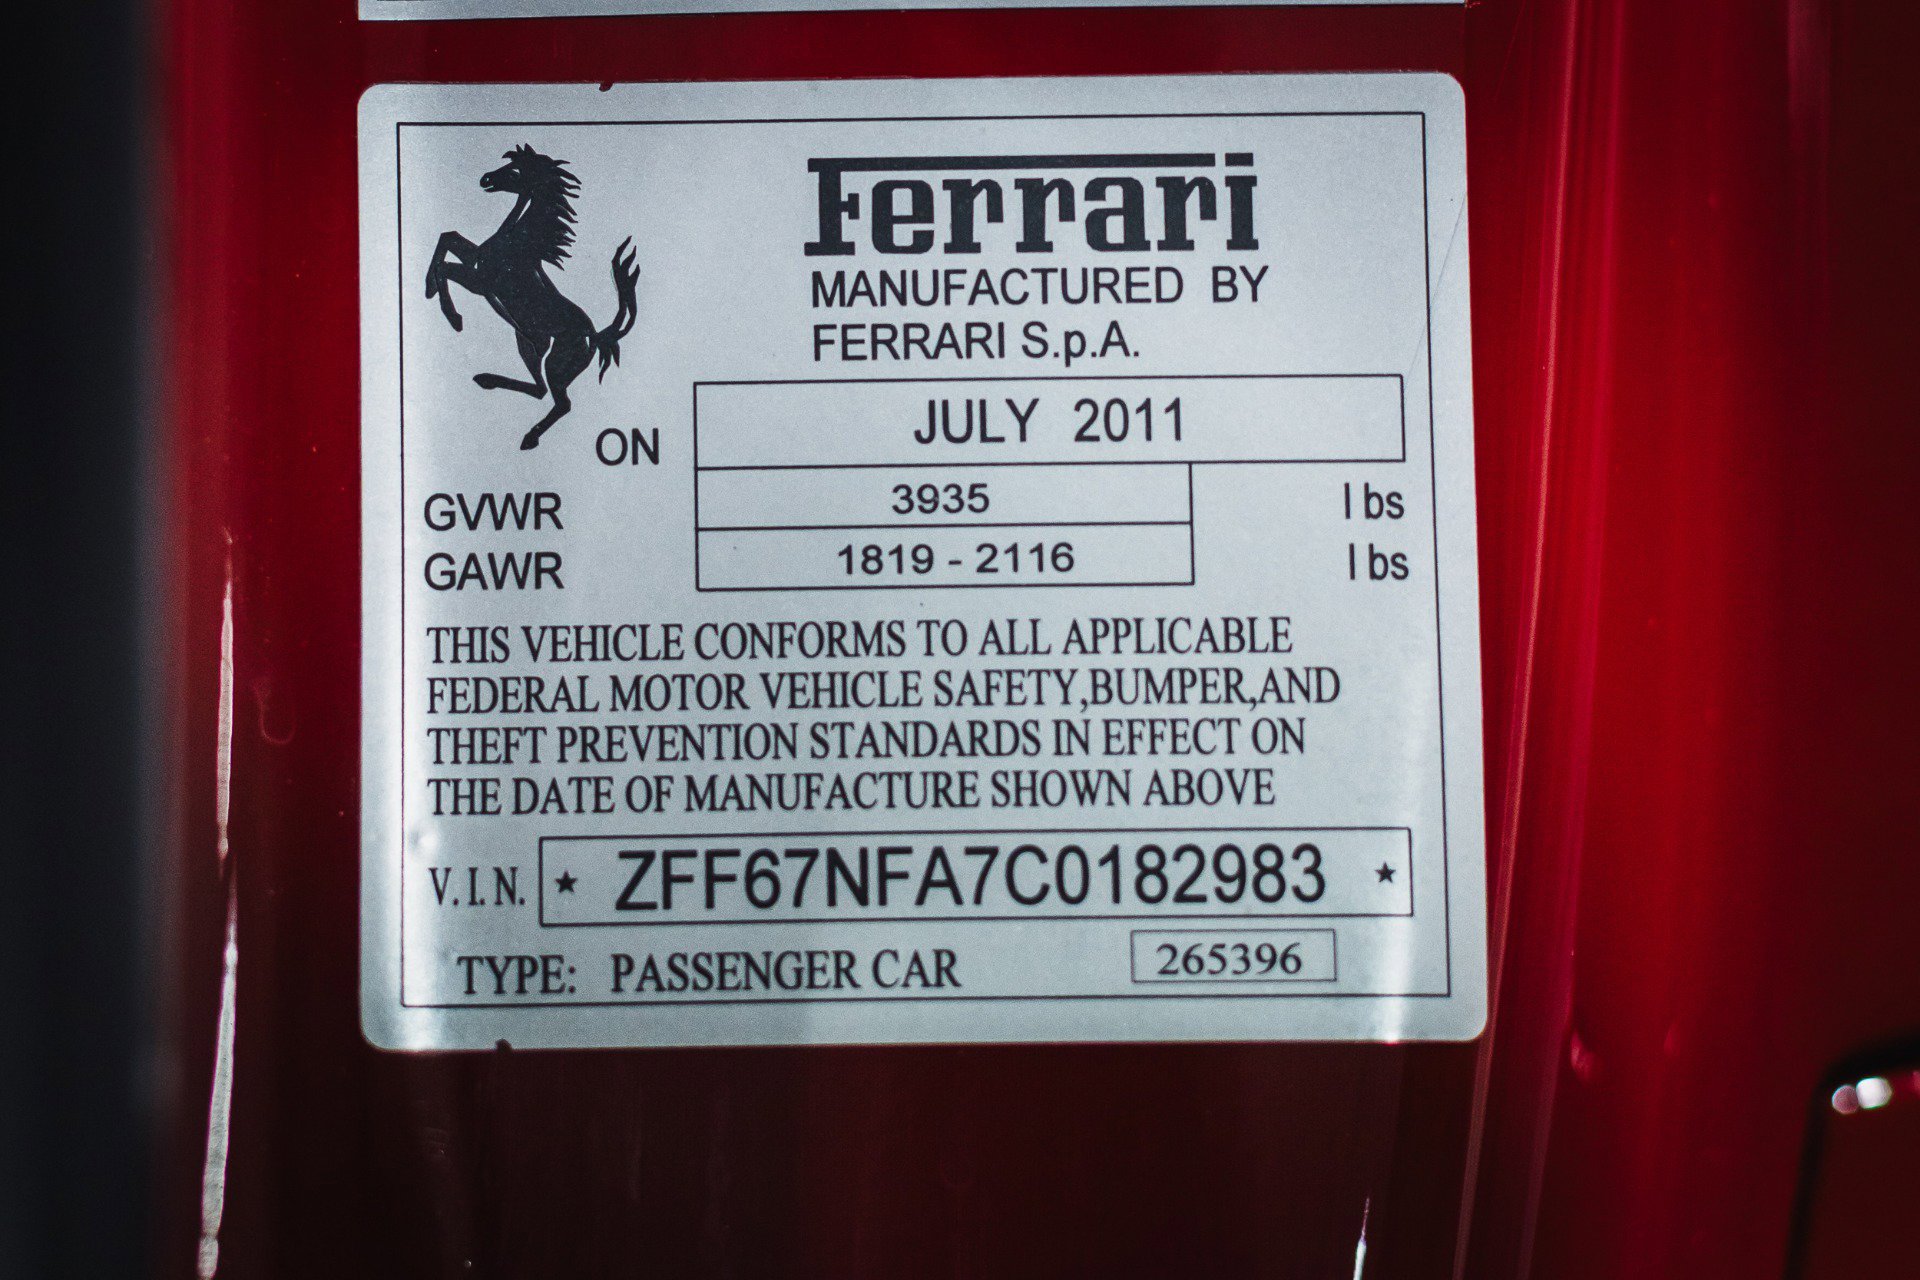 Ferrari
MANUFACTURED BY
FERRARI S.p.A.
ON JULY 2011
GVWR 3935 lbs
GAWR 1819 - 2116 lbs
THIS VEHICLE CONFORMS TO ALL APPLICABLE
FEDERAL MOTOR VEHICLE SAFETY,BUMPER,AND
THEFT PREVENTION STANDARDS IN EFFECT ON
THE DATE OF MANUFACTURE SHOWN ABOVE
V.I.N. ★ ZFF67NFA7C0182983 ★
TYPE: PASSENGER CAR 265396